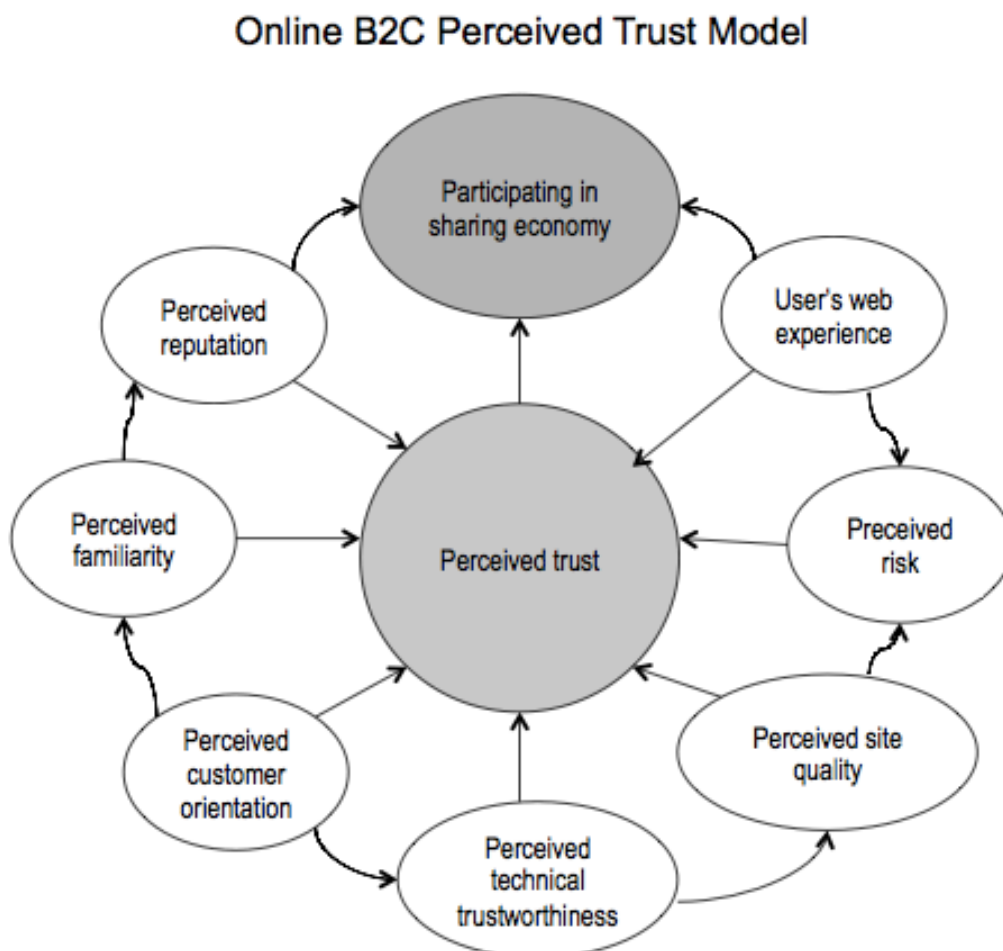 Online B2C Perceived Trust Model
Participating in
sharing economy
Perceived
reputation
User's web
experience
Perceived
familiarity
Perceived trust
Preceived
risk
Perceived
customer
orientation
Perceived site
quality
Perceived
technical
trustworthiness